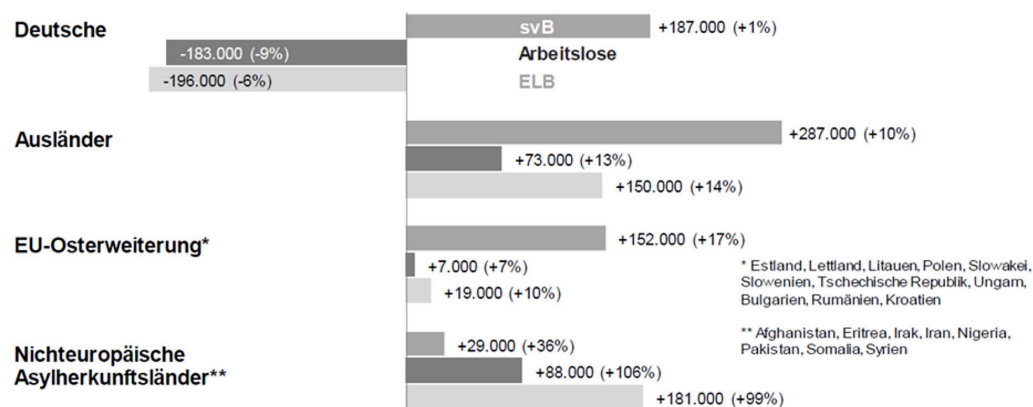 Deutsche
svB
+187.000 (+1%)
-183.000 (-9%)
Arbeitslose
-196.000 (-6%)
ELB
Ausländer
+287.000 (+10%)
+73.000 (+13%)
+150.000 (+14%)
EU-Osterweiterung*
+152.000 (+17%)
+7.000 (+7%)
+19.000 (+10%)
* Estland, Lettland, Litauen, Polen, Slowakei,
Slowenien, Tschechische Republik, Ungarn,
Bulgarien, Rumänien, Kroatien
Nichteuropäische
Asylherkunftsländer**
+29.000 (+36%)
+88.000 (+106%)
+181.000 (+99%)
** Afghanistan, Eritrea, Irak, Iran, Nigeria,
Pakistan, Somalia, Syrien